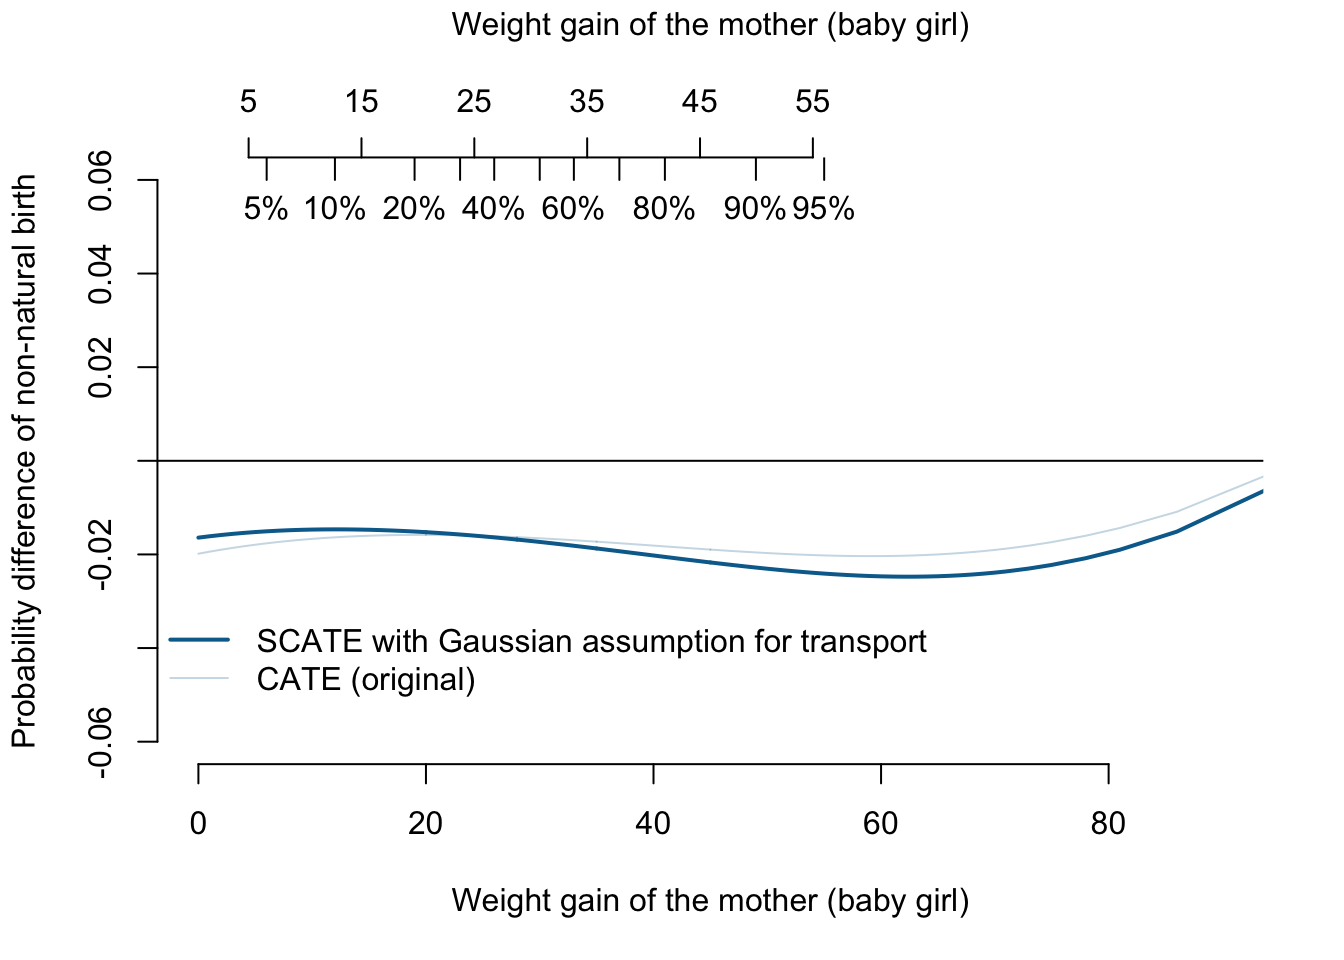 Weight gain of the mother (baby girl)
5 15 25 35 45 55
5% 10% 20% 40% 60% 80% 90% 95%
Probability difference of non-natural birth
0.06
0.04
0.02
-0.02
-0.06
SCATE with Gaussian assumption for transport
CATE (original)
0 20 40 60 80
Weight gain of the mother (baby girl)